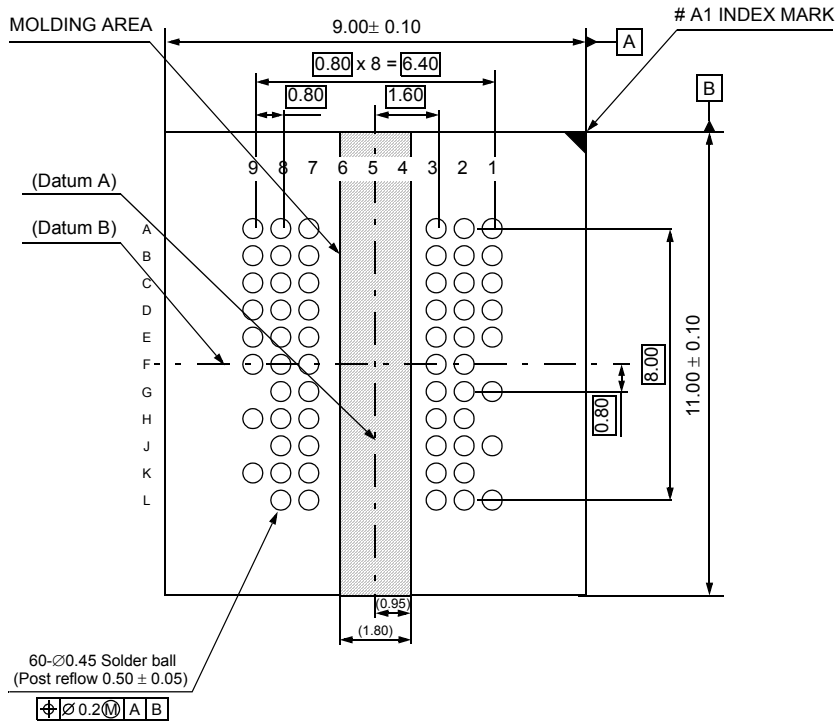 MOLDING AREA
9.00± 0.10
# A1 INDEX MARK
A
0.80 x 8 = 6.40
0.80
1.60
B
9 8 7 6 5 4 3 2 1
(Datum A)
(Datum B)
A
B
C
D
E
F
G
H
J
K
L
8.00
11.00 ± 0.10
0.80
(0.95)
(1.80)
60-∅0.45 Solder ball
(Post reflow 0.50 ± 0.05)
⌖ ∅ 0.2Ⓜ A B